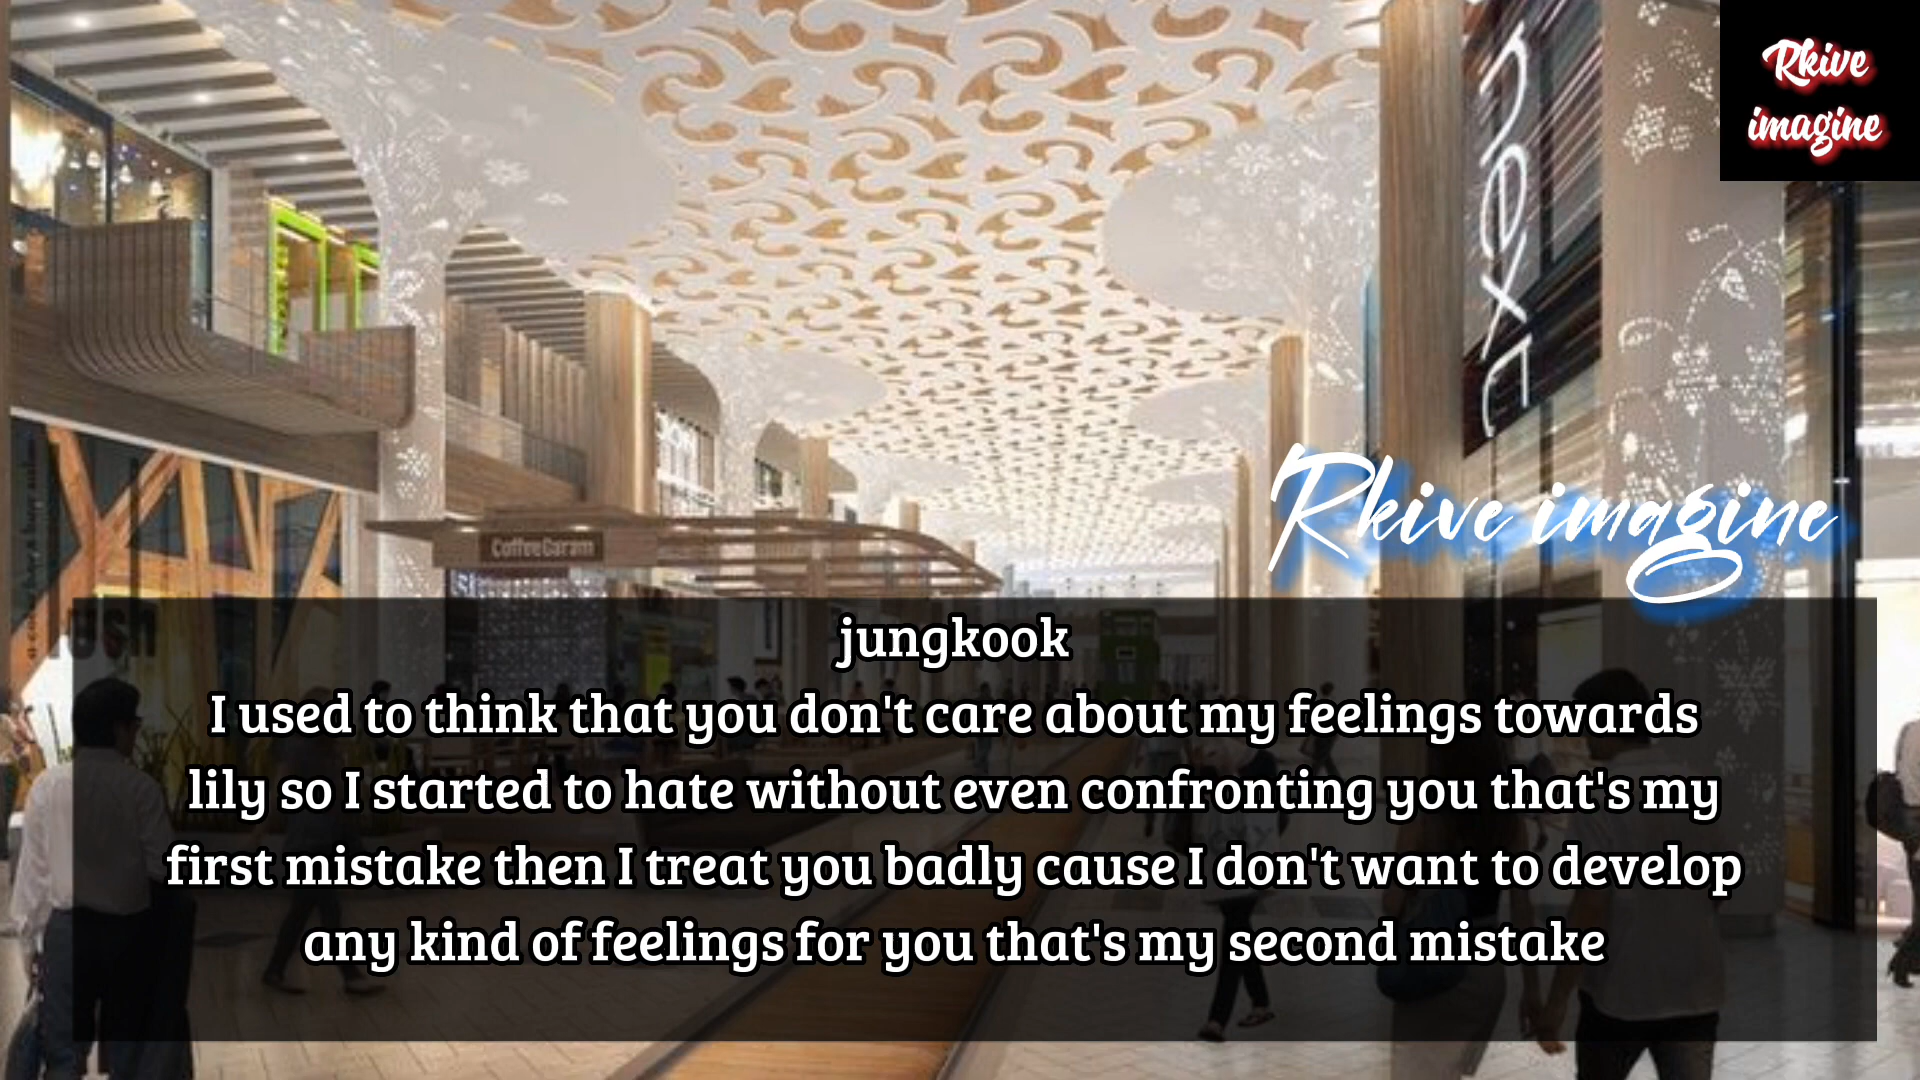 Rkive
imagine
next
CoffeeGaram
Rkive imagine
jungkook
I used to think that you don't care about my feelings towards
lily so I started to hate without even confronting you that's my
first mistake then I treat you badly cause I don't want to develop
any kind of feelings for you that's my second mistake